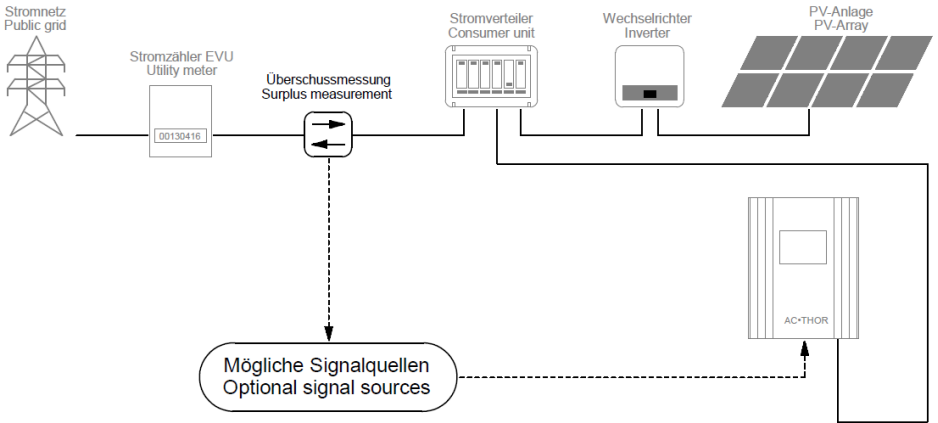 Stromnetz
Public grid
Stromzähler EVU
Utility meter
00130416
Überschussmessung
Surplus measurement
Stromverteiler
Consumer unit
Wechselrichter
Inverter
PV-Anlage
PV-Array
AC•THOR
Mögliche Signalquellen
Optional signal sources